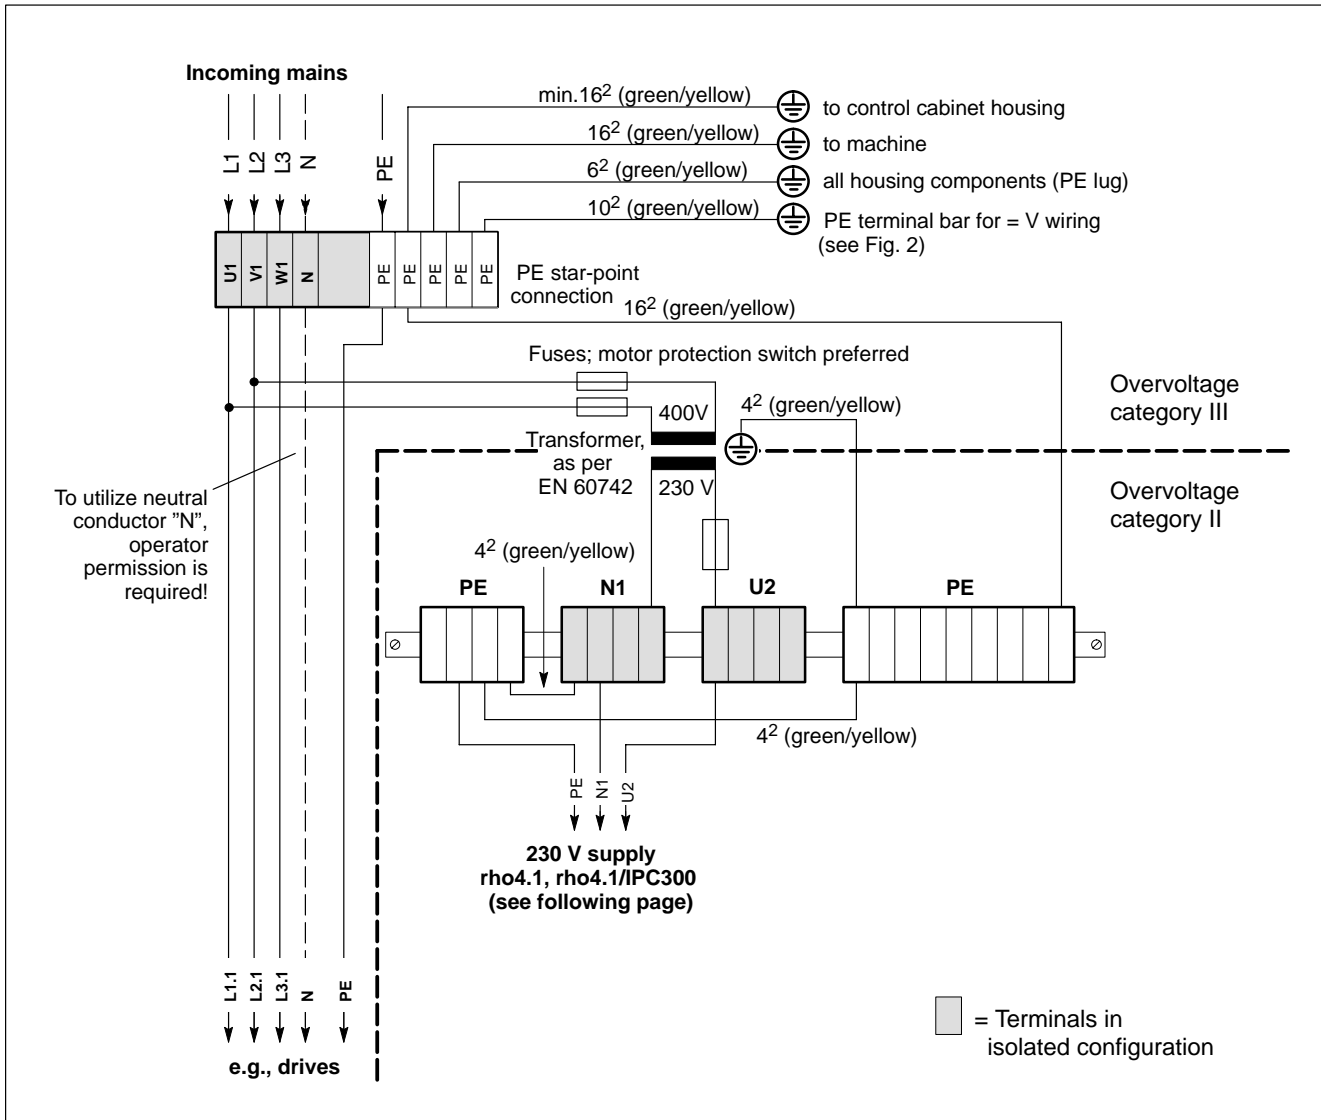 Incoming mains
min.16² (green/yellow)
to control cabinet housing
16² (green/yellow)
to machine
6² (green/yellow)
all housing components (PE lug)
10² (green/yellow)
PE terminal bar for = V wiring
(see Fig. 2)
L1
L2
L3
N
PE
U1
V1
W1
N
PE
PE
PE
PE
PE
PE star-point
connection
16² (green/yellow)
Fuses; motor protection switch preferred
400V
4² (green/yellow)
Overvoltage
category III
Transformer,
as per
EN 60742
230 V
Overvoltage
category II
To utilize neutral
conductor ”N”,
operator
permission is
required!
4² (green/yellow)
PE
N1
U2
PE
4² (green/yellow)
PE
N1
U2
230 V supply
rho4.1, rho4.1/IPC300
(see following page)
L1.1
L2.1
L3.1
N
PE
e.g., drives
= Terminals in
isolated configuration